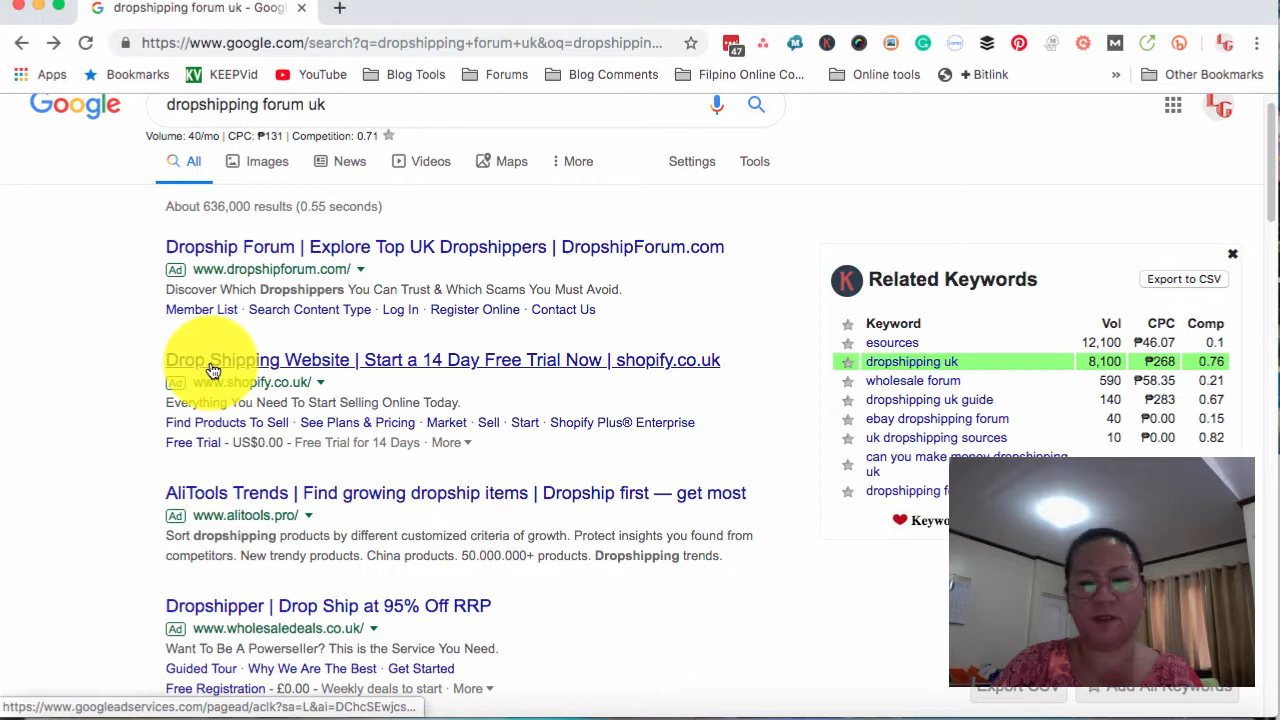 dropshipping forum uk - Googl
https://www.google.com/search?q=dropshipping+forum+uk&oq=dropshippin...
47
Apps
Bookmarks
KV KEEPVid
YouTube
Blog Tools
Forums
Blog Comments
Filipino Online Co...
Online tools
+ Bitlink
»
Other Bookmarks
Google
dropshipping forum uk
Volume: 40/mo | CPC: ₱131 | Competition: 0.71
All
Images
News
Videos
Maps
More
Settings
Tools
About 636,000 results (0.55 seconds)
Dropship Forum | Explore Top UK Dropshippers | DropshipForum.com
Ad www.dropshipforum.com/
Discover Which Dropshippers You Can Trust & Which Scams You Must Avoid.
Member List · Search Content Type · Log In · Register Online · Contact Us
Drop Shipping Website | Start a 14 Day Free Trial Now | shopify.co.uk
Ad www.shopify.co.uk/
Everything You Need To Start Selling Online Today.
Find Products To Sell · See Plans & Pricing · Market · Sell · Start · Shopify Plus® Enterprise
Free Trial - US$0.00 - Free Trial for 14 Days · More
AliTools Trends | Find growing dropship items | Dropship first — get most
Ad www.alitools.pro/
Sort dropshipping products by different customized criteria of growth. Protect insights you found from
competitors. New trendy products. China products. 50.000.000+ products. Dropshipping trends.
Dropshipper | Drop Ship at 95% Off RRP
Ad www.wholesaledeals.co.uk/
Want To Be A Powerseller? This is the Service You Need.
Guided Tour · Why We Are The Best · Get Started
Free Registration - £0.00 - Weekly deals to start · More
K Related Keywords
Export to CSV
Keyword Vol CPC Comp
esources 12,100 ₱46.07 0.1
dropshipping uk 8,100 ₱268 0.76
wholesale forum 590 ₱58.35 0.21
dropshipping uk guide 140 ₱283 0.67
ebay dropshipping forum 40 ₱0.00 0.15
uk dropshipping sources 10 ₱0.00 0.82
can you make money dropshipping
uk
dropshipping f
Keywo
Export CSV
Add All Keywords
https://www.googleadservices.com/pagead/aclk?sa=L&ai=DChcSEwjcs...